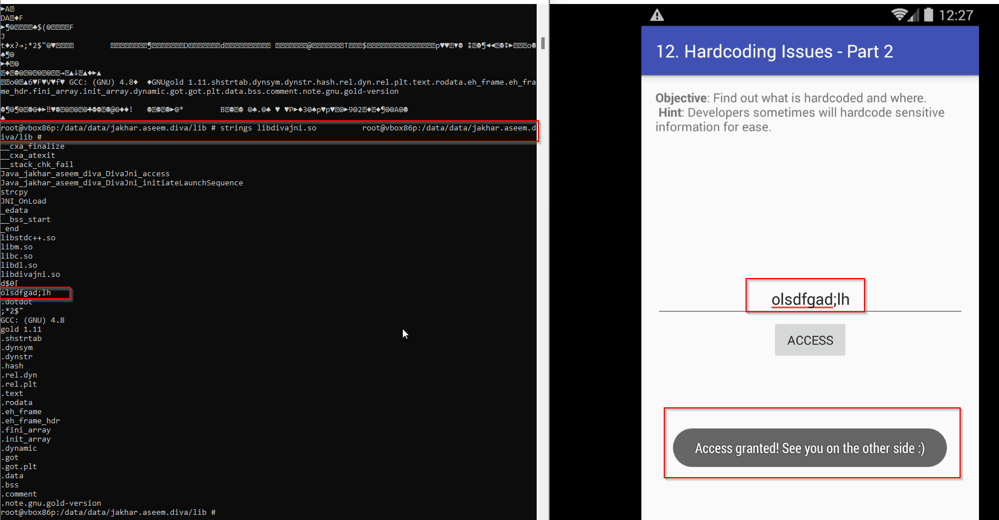 ►A
DA♦F
J
GCC: (GNU) 4.8♦ ♦GNUgold 1.11.shstrtab.dynsym.dynstr.hash.rel.dyn.rel.plt.text.rodata.eh_frame.eh_fra
me_hdr.fini_array.init_array.dynamic.got.got.plt.data.bss.comment.note.gnu.gold-version
root@vbox86p:/data/data/jakhar.aseem.diva/lib # strings libdivajni.so root@vbox86p:/data/data/jakhar.aseem.d
iva/lib #
__cxa_finalize
__cxa_atexit
__stack_chk_fail
Java_jakhar_aseem_diva_DivaJni_access
Java_jakhar_aseem_diva_DivaJni_initiateLaunchSequence
strcpy
JNI_OnLoad
_edata
__bss_start
_end
libstdc++.so
libm.so
libc.so
libdl.so
libdivajni.so
d$0[
olsdfgad;lh
.dotdot
;*2$"
GCC: (GNU) 4.8
gold 1.11
.shstrtab
.dynsym
.dynstr
.hash
.rel.dyn
.rel.plt
.text
.rodata
.eh_frame
.eh_frame_hdr
.fini_array
.init_array
.dynamic
.got
.got.plt
.data
.bss
.comment
.note.gnu.gold-version
root@vbox86p:/data/data/jakhar.aseem.diva/lib #
12:27
12. Hardcoding Issues - Part 2
Objective: Find out what is hardcoded and where.
Hint: Developers sometimes will hardcode sensitive
information for ease.
olsdfgad;lh
ACCESS
Access granted! See you on the other side :)